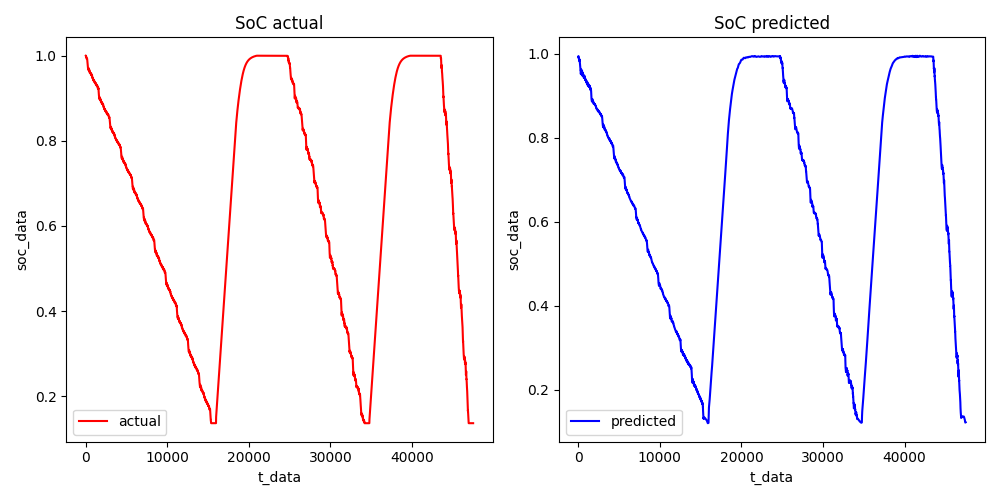 SoC actual
1.0
0.8
0.6
0.4
0.2
soc_data
0
10000
20000
30000
40000
t_data
actual
SoC predicted
1.0
0.8
0.6
0.4
0.2
soc_data
0
10000
20000
30000
40000
t_data
predicted